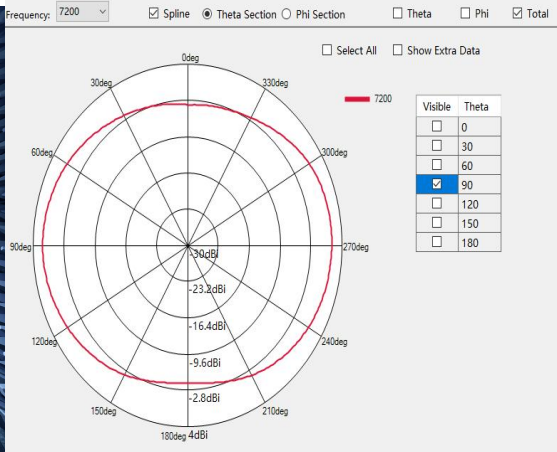 Frequency: 7200 Spline Theta Section Phi Section Theta Phi Total
Select All Show Extra Data
0deg
30deg 330deg
7200
Visible Theta
0
30
60
90
120
150
180
60deg 300deg
90deg 270deg
-30dBi
-23.2dBi
-16.4dBi
120deg 240deg
-9.6dBi
-2.8dBi
150deg 210deg
180deg 4dBi